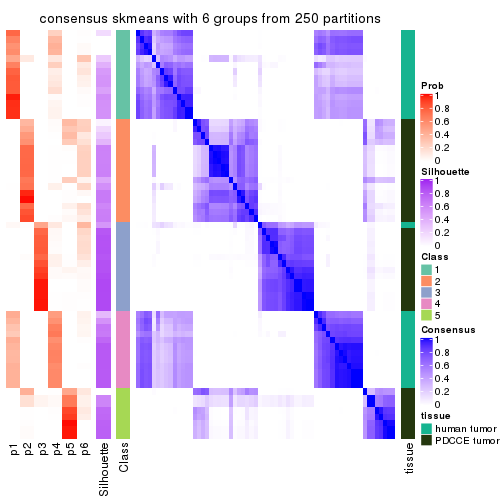 consensus skmeans with 6 groups from 250 partitions
Prob
1
0.8
0.6
0.4
0.2
0
Silhouette
1
0.8
0.6
0.4
0.2
0
Class
1
2
3
4
5
Consensus
1
0.8
0.6
0.4
0.2
0
tissue
human tumor
PDCCE tumor
p1
p2
p3
p4
p5
p6
Silhouette
Class
tissue